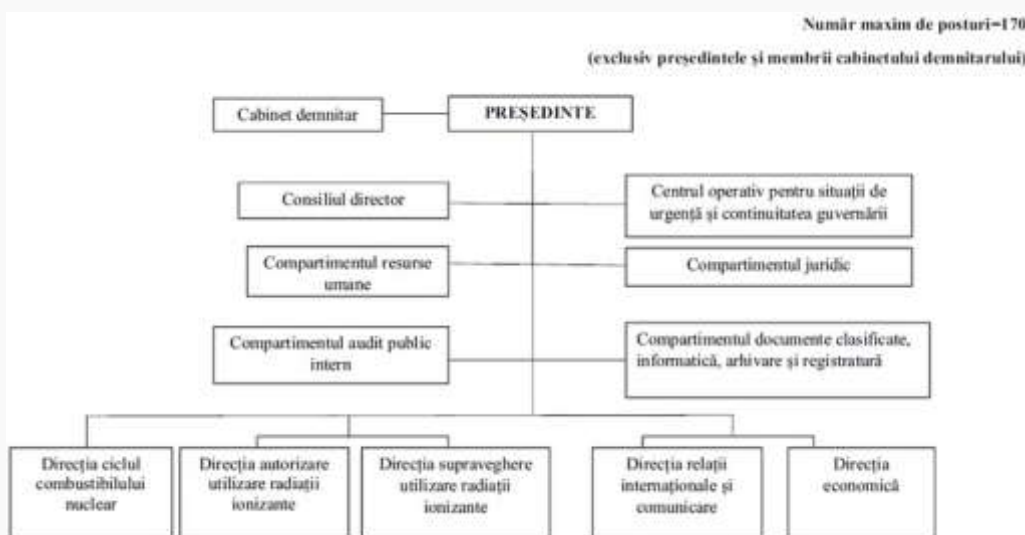 Număr maxim de posturi=170
(exclusiv președintele și membrii cabinetului demnitarului)
Cabinet demnitar
PREȘEDINTE
Consiliul director
Centrul operativ pentru situații de
urgență și continuitatea guvernării
Compartimentul resurse
umane
Compartimentul juridic
Compartimentul audit public
intern
Compartimentul documente clasificate,
informatică, arhivare și registratură
Direcția ciclul
combustibilului
nuclear
Direcția autorizare
utilizare radiații
ionizante
Direcția supraveghere
utilizare radiații
ionizante
Direcția relații
internaționale și
comunicare
Direcția
economică